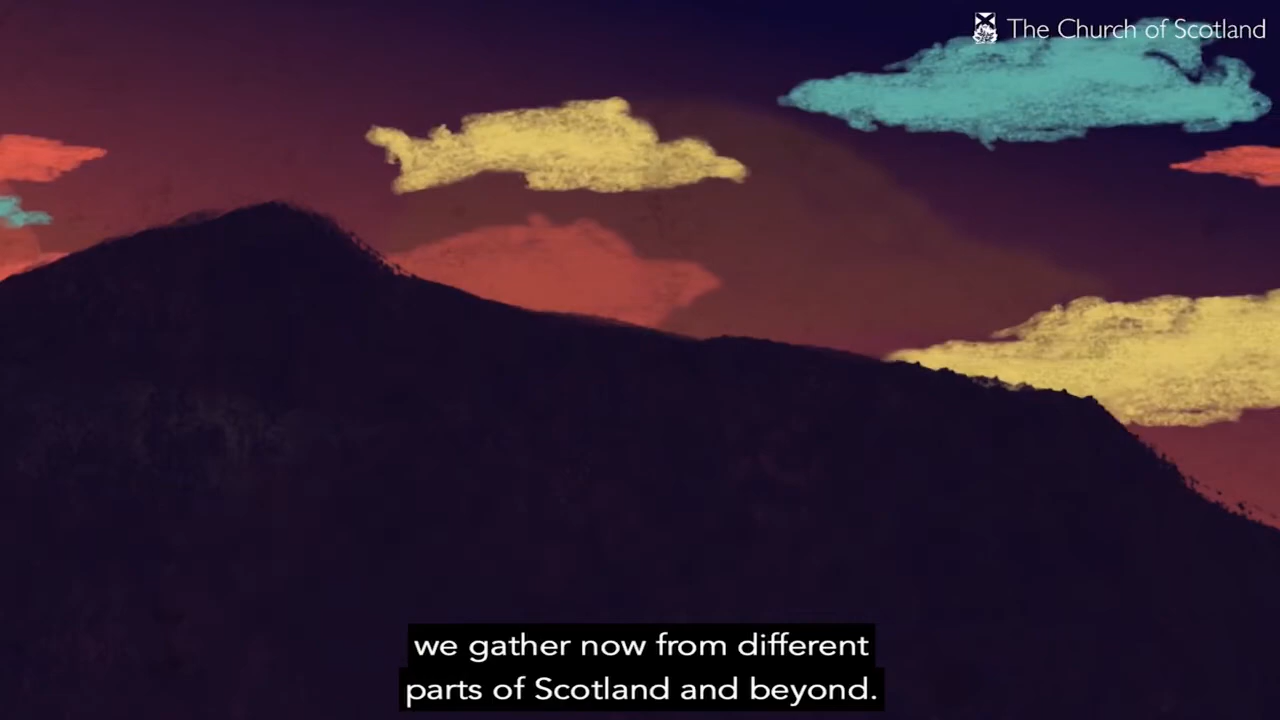 The Church of Scotland
we gather now from different
parts of Scotland and beyond.